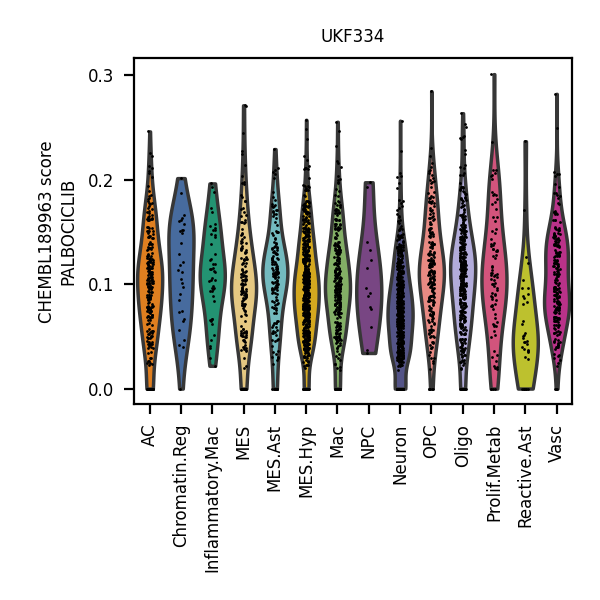 UKF334
CHEMBL189963 score
PALBOCICLIB
0.3
0.2
0.1
0.0
AC
Chromatin.Reg
Inflammatory.Mac
MES
MES.Ast
MES.Hyp
Mac
NPC
Neuron
OPC
Oligo
Prolif.Metab
Reactive.Ast
Vasc